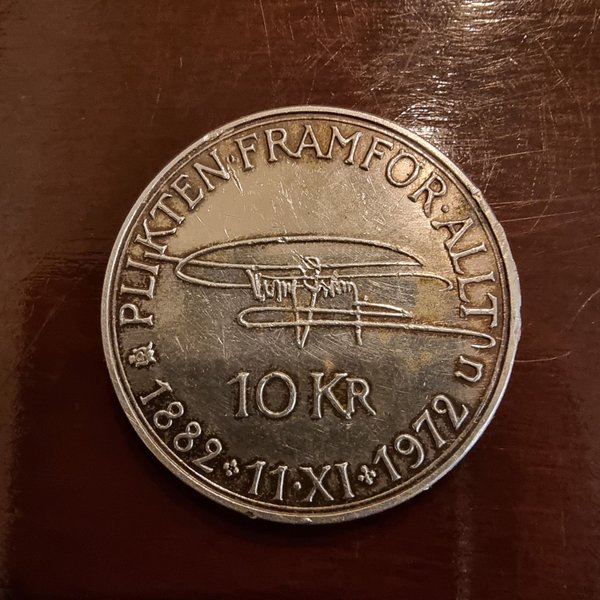 PLIKTEN·FRAMFÖR·ALLT
10 KR
1882 11·XI 1972
u